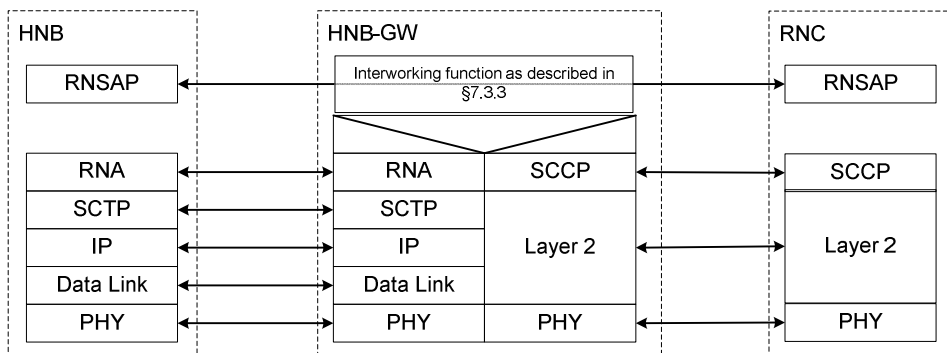 HNB
HNB-GW
RNC
RNSAP
Interworking function as described in
§7.3.3
RNSAP
RNA
RNA
SCCP
SCCP
SCTP
SCTP
IP
IP
Layer 2
Layer 2
Data Link
Data Link
PHY
PHY
PHY
PHY